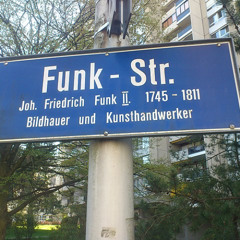 Funk - Str.
Joh. Friedrich Funk II. 1745 - 1811
Bildhauer und Kunsthandwerker